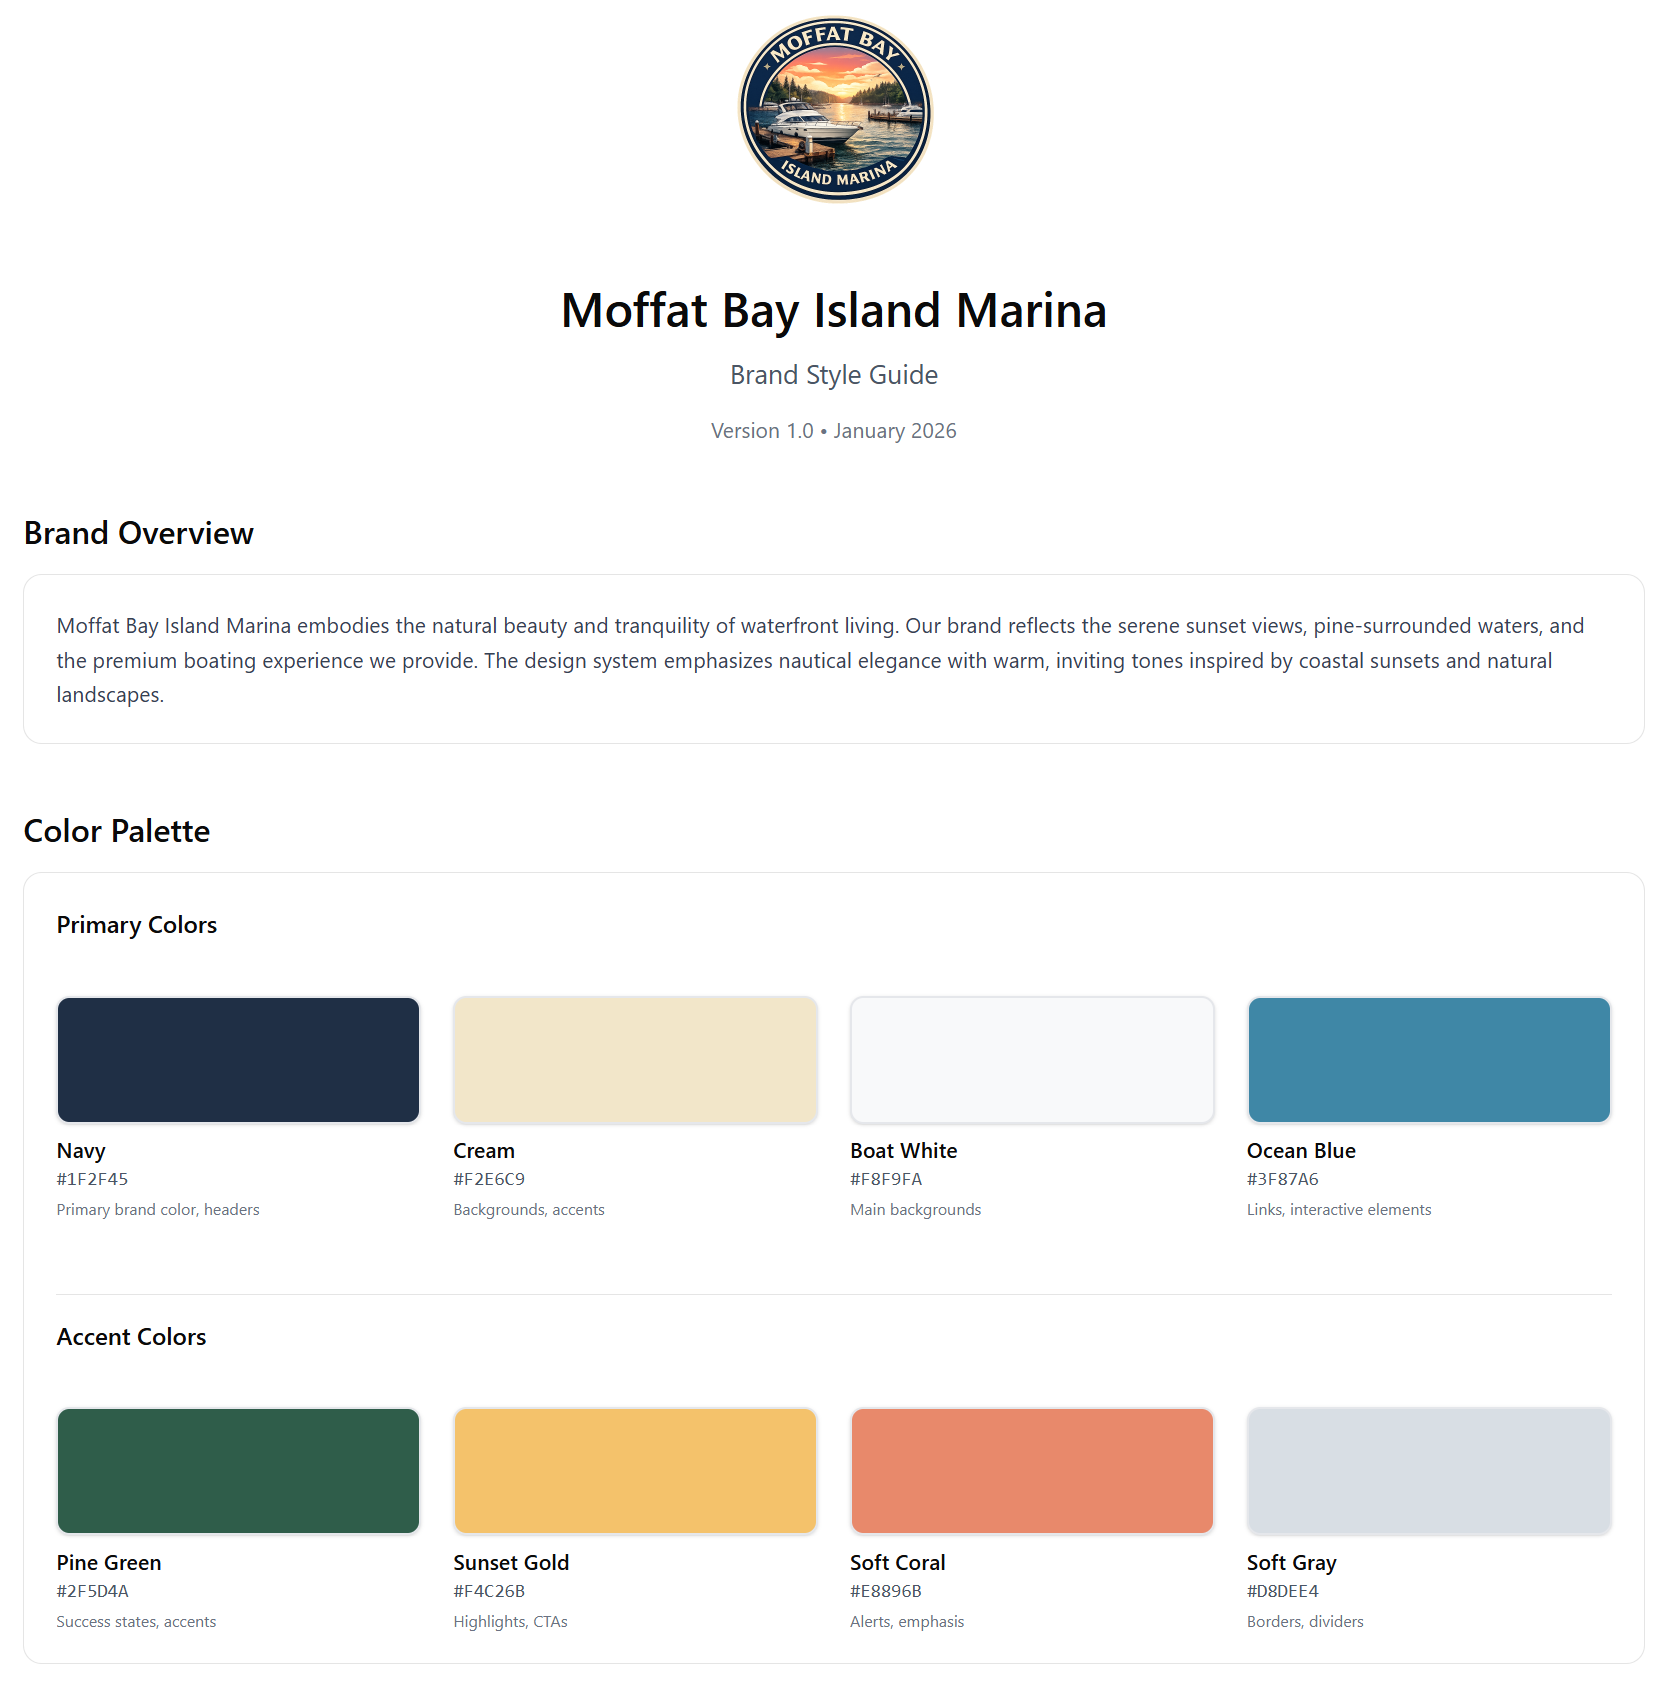 MOFFAT BAY
ISLAND MARINA
Moffat Bay Island Marina
Brand Style Guide
Version 1.0 • January 2026
Brand Overview
Moffat Bay Island Marina embodies the natural beauty and tranquility of waterfront living. Our brand reflects the serene sunset views, pine-surrounded waters, and
the premium boating experience we provide. The design system emphasizes nautical elegance with warm, inviting tones inspired by coastal sunsets and natural
landscapes.
Color Palette
Primary Colors
Navy
#1F2F45
Primary brand color, headers
Cream
#F2E6C9
Backgrounds, accents
Boat White
#F8F9FA
Main backgrounds
Ocean Blue
#3F87A6
Links, interactive elements
Accent Colors
Pine Green
#2F5D4A
Success states, accents
Sunset Gold
#F4C26B
Highlights, CTAs
Soft Coral
#E8896B
Alerts, emphasis
Soft Gray
#D8DEE4
Borders, dividers